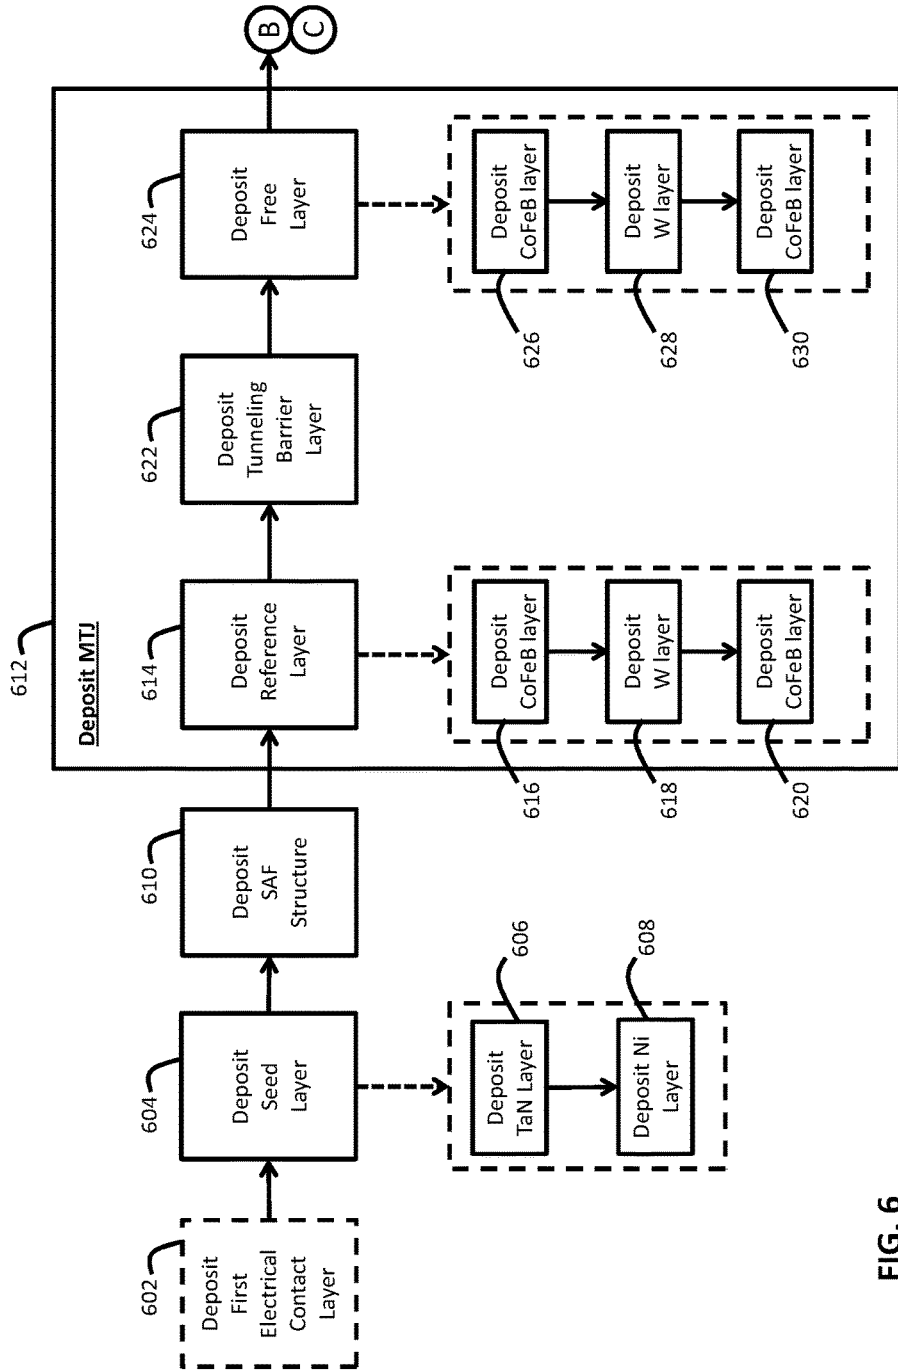 602
Deposit
First
Electrical
Contact
Layer
604
Deposit
Seed
Layer
606
Deposit
TaN Layer
608
Deposit Ni
Layer
610
Deposit
SAF
Structure
612
Deposit MTJ
614
Deposit
Reference
Layer
616
Deposit
CoFeB layer
618
Deposit
W layer
620
Deposit
CoFeB layer
622
Deposit
Tunneling
Barrier
Layer
624
Deposit
Free
Layer
626
Deposit
CoFeB layer
628
Deposit
W layer
630
Deposit
CoFeB layer
B
C
FIG. 6